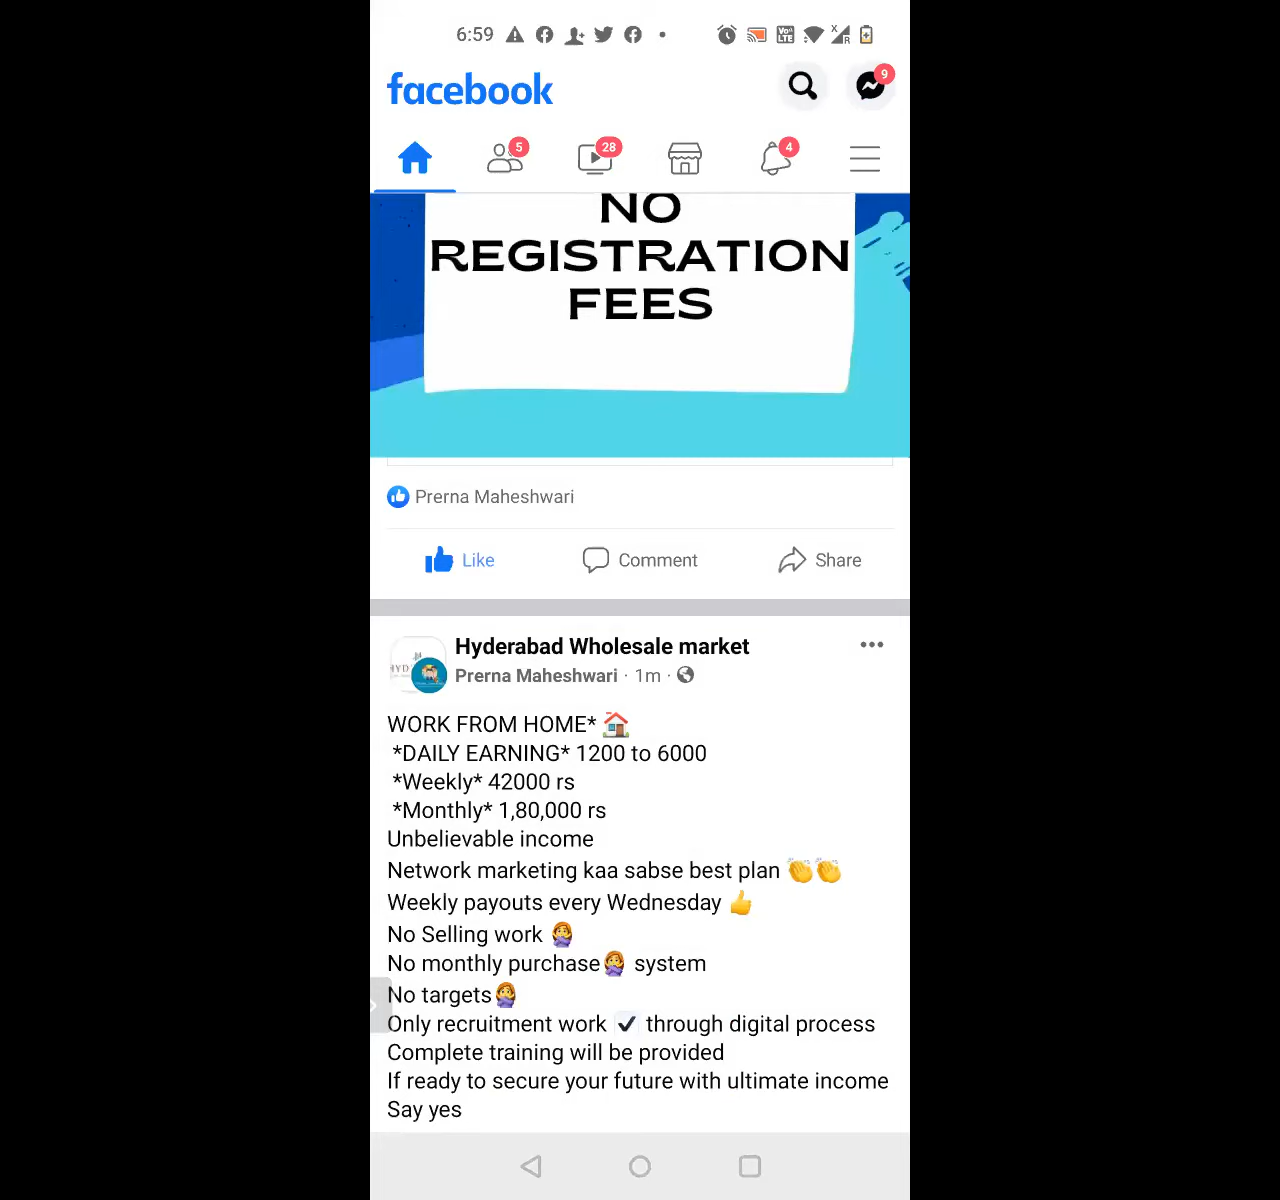 6:59
facebook
9
5
28
4
NO
REGISTRATION
FEES
Prerna Maheshwari
Like
Comment
Share
Hyderabad Wholesale market
Prerna Maheshwari · 1m ·
WORK FROM HOME* 🏠
*DAILY EARNING* 1200 to 6000
*Weekly* 42000 rs
*Monthly* 1,80,000 rs
Unbelievable income
Network marketing kaa sabse best plan 👏👏
Weekly payouts every Wednesday 👍
No Selling work 🙅‍♀️
No monthly purchase🙅‍♀️ system
No targets🙅‍♀️
Only recruitment work ✔️ through digital process
Complete training will be provided
If ready to secure your future with ultimate income
Say yes